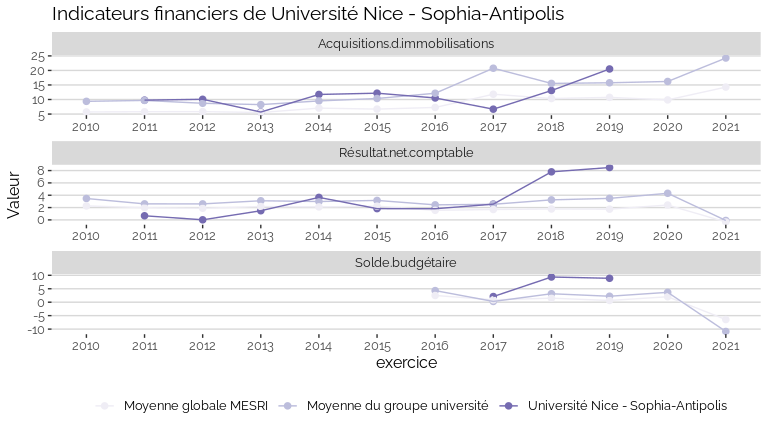 Indicateurs financiers de Université Nice - Sophia-Antipolis
Acquisitions.d.immobilisations
25
20
15
10
5
2010 2011 2012 2013 2014 2015 2016 2017 2018 2019 2020 2021
Résultat.net.comptable
8
6
4
2
0
2010 2011 2012 2013 2014 2015 2016 2017 2018 2019 2020 2021
Valeur
Solde.budgétaire
10
5
0
-5
-10
2010 2011 2012 2013 2014 2015 2016 2017 2018 2019 2020 2021
exercice
Moyenne globale MESRI Moyenne du groupe université Université Nice - Sophia-Antipolis